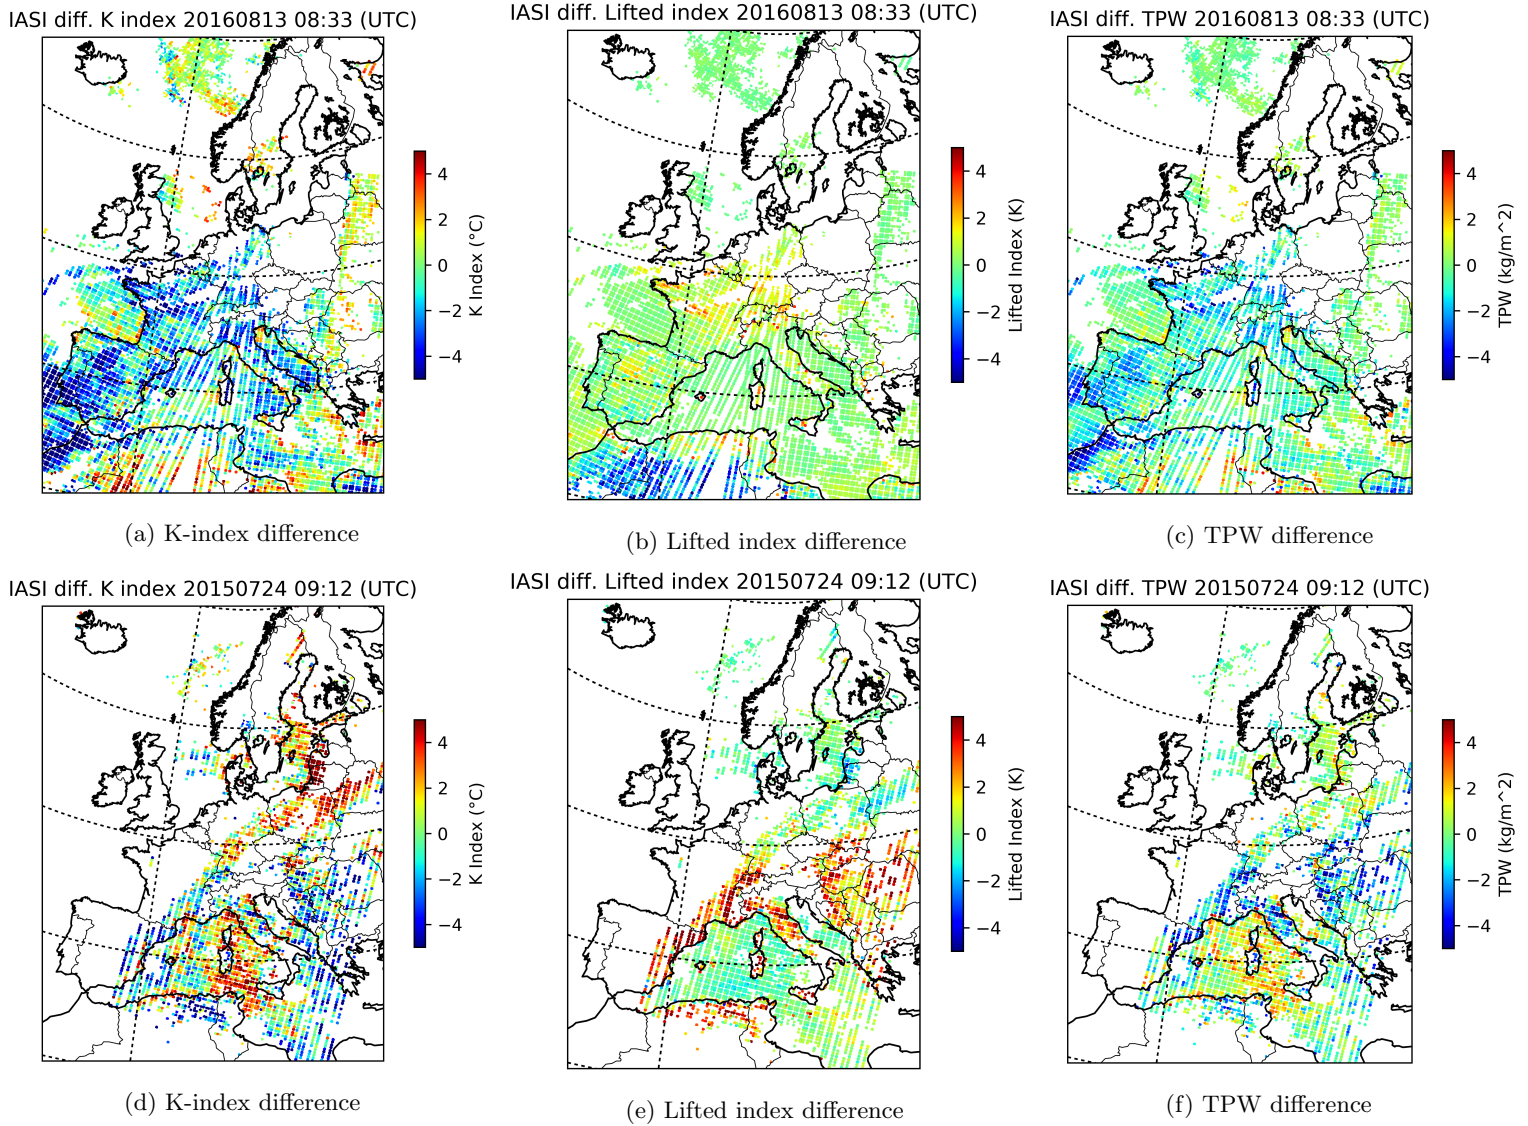 IASI diff. K index 20160813 08:33 (UTC)
4
2
0
−2
−4
K Index (°C)
(a) K-index difference
IASI diff. Lifted index 20160813 08:33 (UTC)
4
2
0
−2
−4
Lifted Index (K)
(b) Lifted index difference
IASI diff. TPW 20160813 08:33 (UTC)
4
2
0
−2
−4
TPW (kg/m^2)
(c) TPW difference
IASI diff. K index 20150724 09:12 (UTC)
4
2
0
−2
−4
K Index (°C)
(d) K-index difference
IASI diff. Lifted index 20150724 09:12 (UTC)
4
2
0
−2
−4
Lifted Index (K)
(e) Lifted index difference
IASI diff. TPW 20150724 09:12 (UTC)
4
2
0
−2
−4
TPW (kg/m^2)
(f) TPW difference